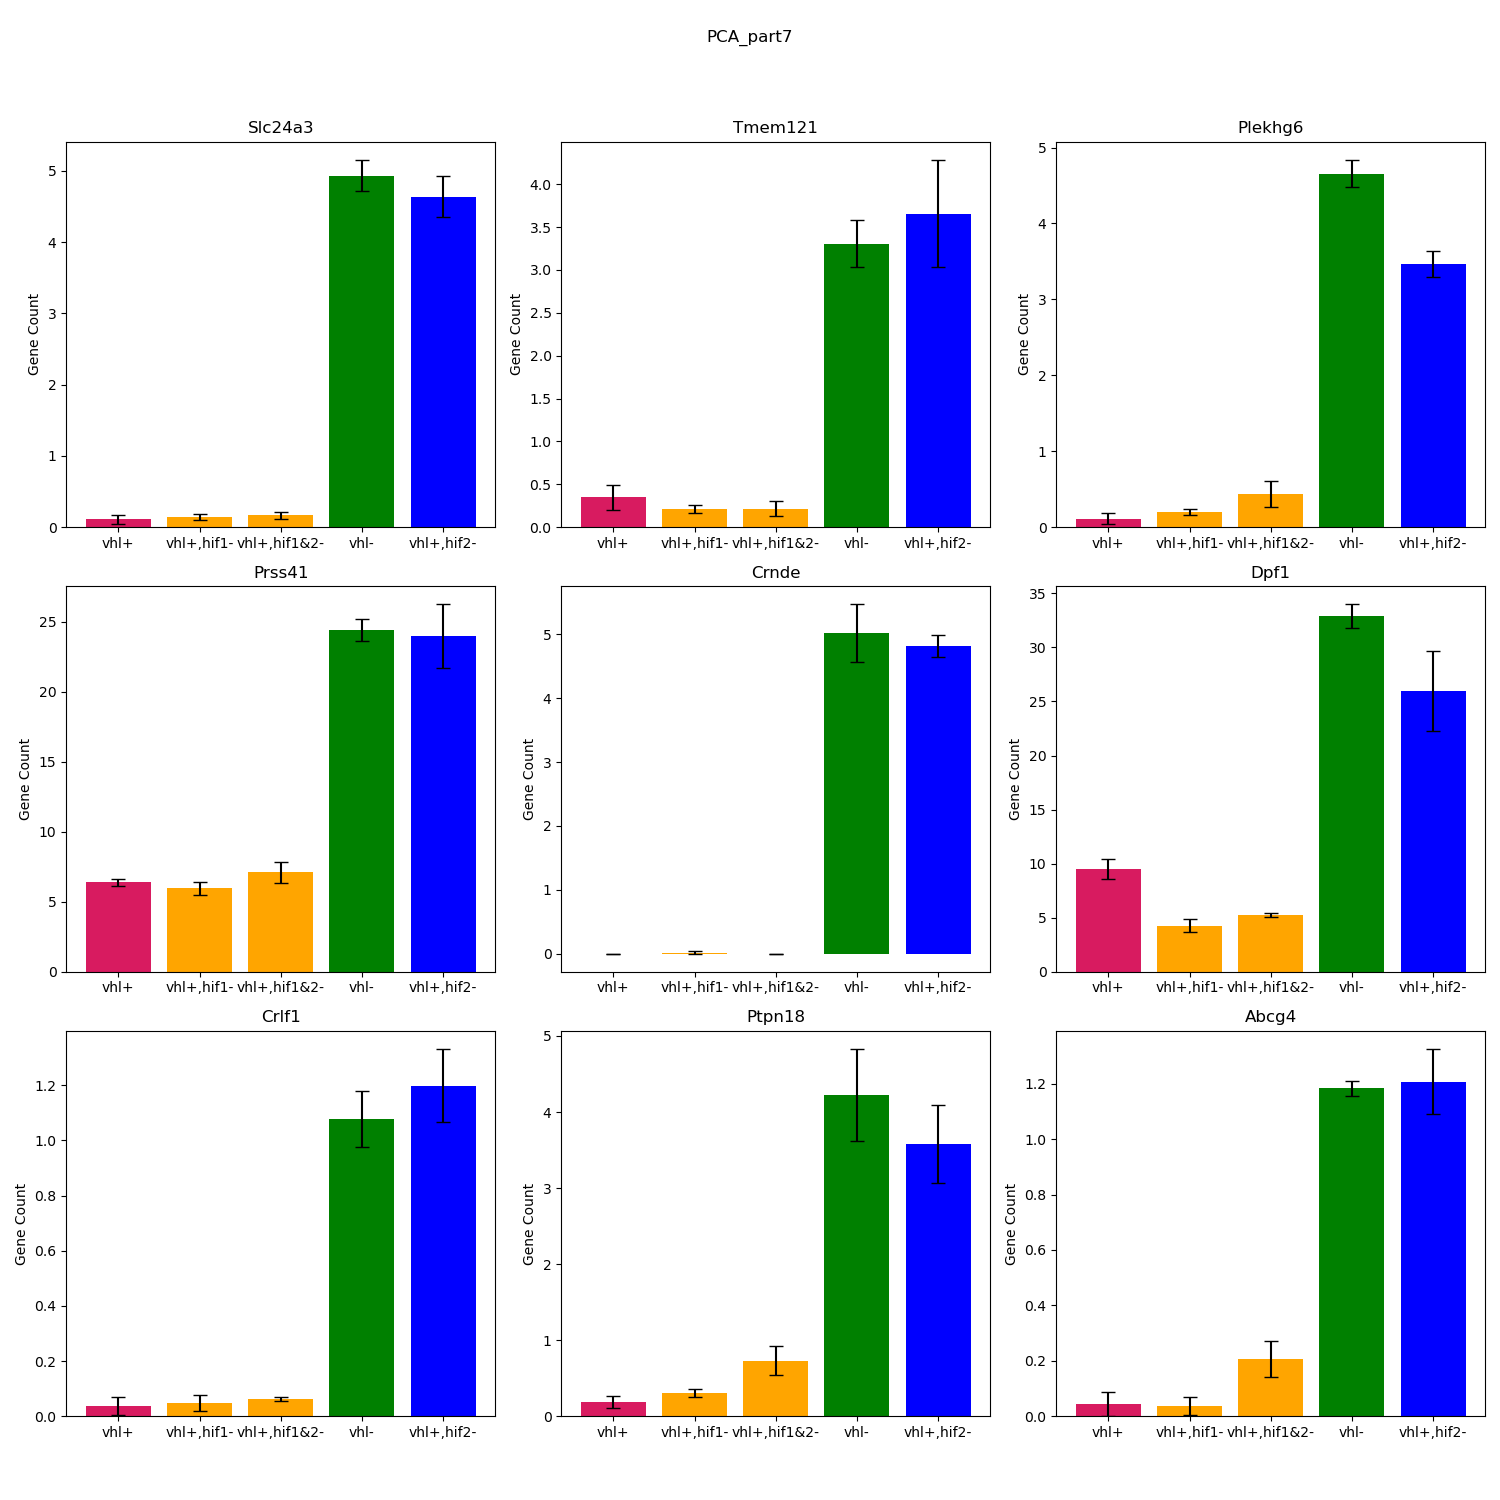 PCA_part7
Slc24a3
Gene Count
5
4
3
2
1
0
vhl+ vhl+,hif1- vhl+,hif1&2- vhl- vhl+,hif2-
Tmem121
Gene Count
4.0
3.5
3.0
2.5
2.0
1.5
1.0
0.5
0.0
vhl+ vhl+,hif1- vhl+,hif1&2- vhl- vhl+,hif2-
Plekhg6
Gene Count
5
4
3
2
1
0
vhl+ vhl+,hif1- vhl+,hif1&2- vhl- vhl+,hif2-
Prss41
Gene Count
25
20
15
10
5
0
vhl+ vhl+,hif1- vhl+,hif1&2- vhl- vhl+,hif2-
Crnde
Gene Count
5
4
3
2
1
0
vhl+ vhl+,hif1- vhl+,hif1&2- vhl- vhl+,hif2-
Dpf1
Gene Count
35
30
25
20
15
10
5
0
vhl+ vhl+,hif1- vhl+,hif1&2- vhl- vhl+,hif2-
Crlf1
Gene Count
1.2
1.0
0.8
0.6
0.4
0.2
0.0
vhl+ vhl+,hif1- vhl+,hif1&2- vhl- vhl+,hif2-
Ptpn18
Gene Count
5
4
3
2
1
0
vhl+ vhl+,hif1- vhl+,hif1&2- vhl- vhl+,hif2-
Abcg4
Gene Count
1.2
1.0
0.8
0.6
0.4
0.2
0.0
vhl+ vhl+,hif1- vhl+,hif1&2- vhl- vhl+,hif2-